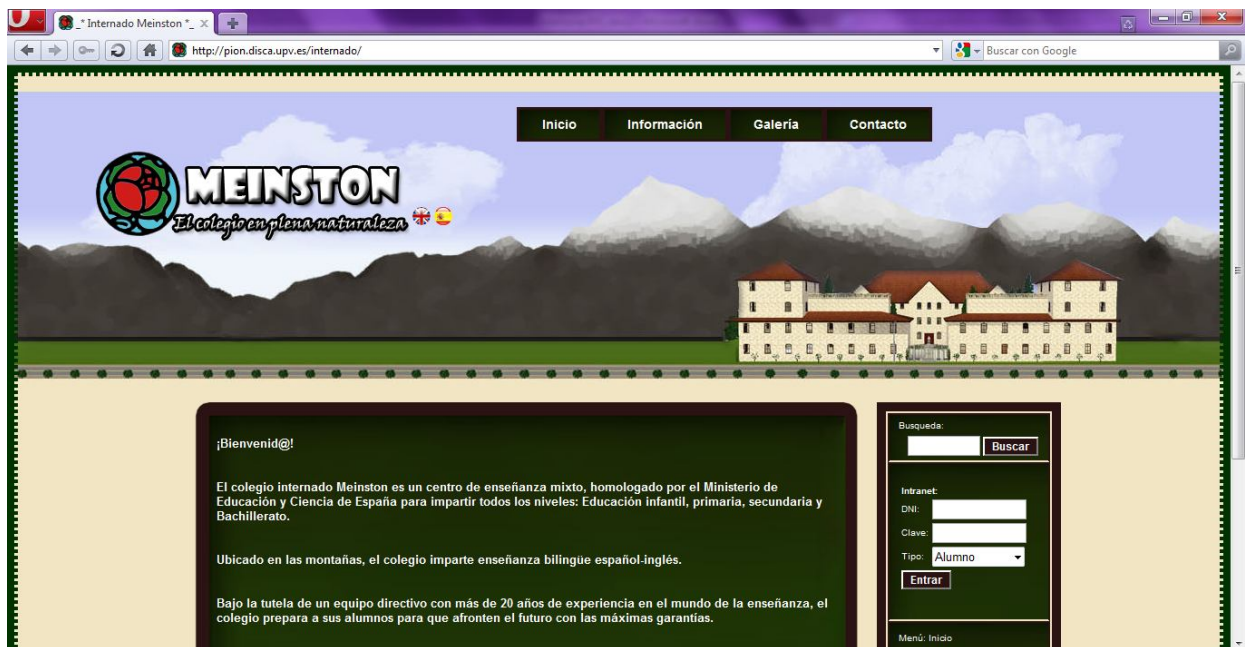 _* Internado Meinston *_
http://pion.disca.upv.es/internado/
Buscar con Google
Inicio Información Galería Contacto
MEINSTON
El colegio en plena naturaleza
¡Bienvenid@!
El colegio internado Meinston es un centro de enseñanza mixto, homologado por el Ministerio de
Educación y Ciencia de España para impartir todos los niveles: Educación infantil, primaria, secundaria y
Bachillerato.
Ubicado en las montañas, el colegio imparte enseñanza bilingüe español-inglés.
Bajo la tutela de un equipo directivo con más de 20 años de experiencia en el mundo de la enseñanza, el
colegio prepara a sus alumnos para que afronten el futuro con las máximas garantías.
Busqueda:
Buscar
Intranet:
DNI:
Clave:
Tipo: Alumno
Entrar
Menú: Inicio